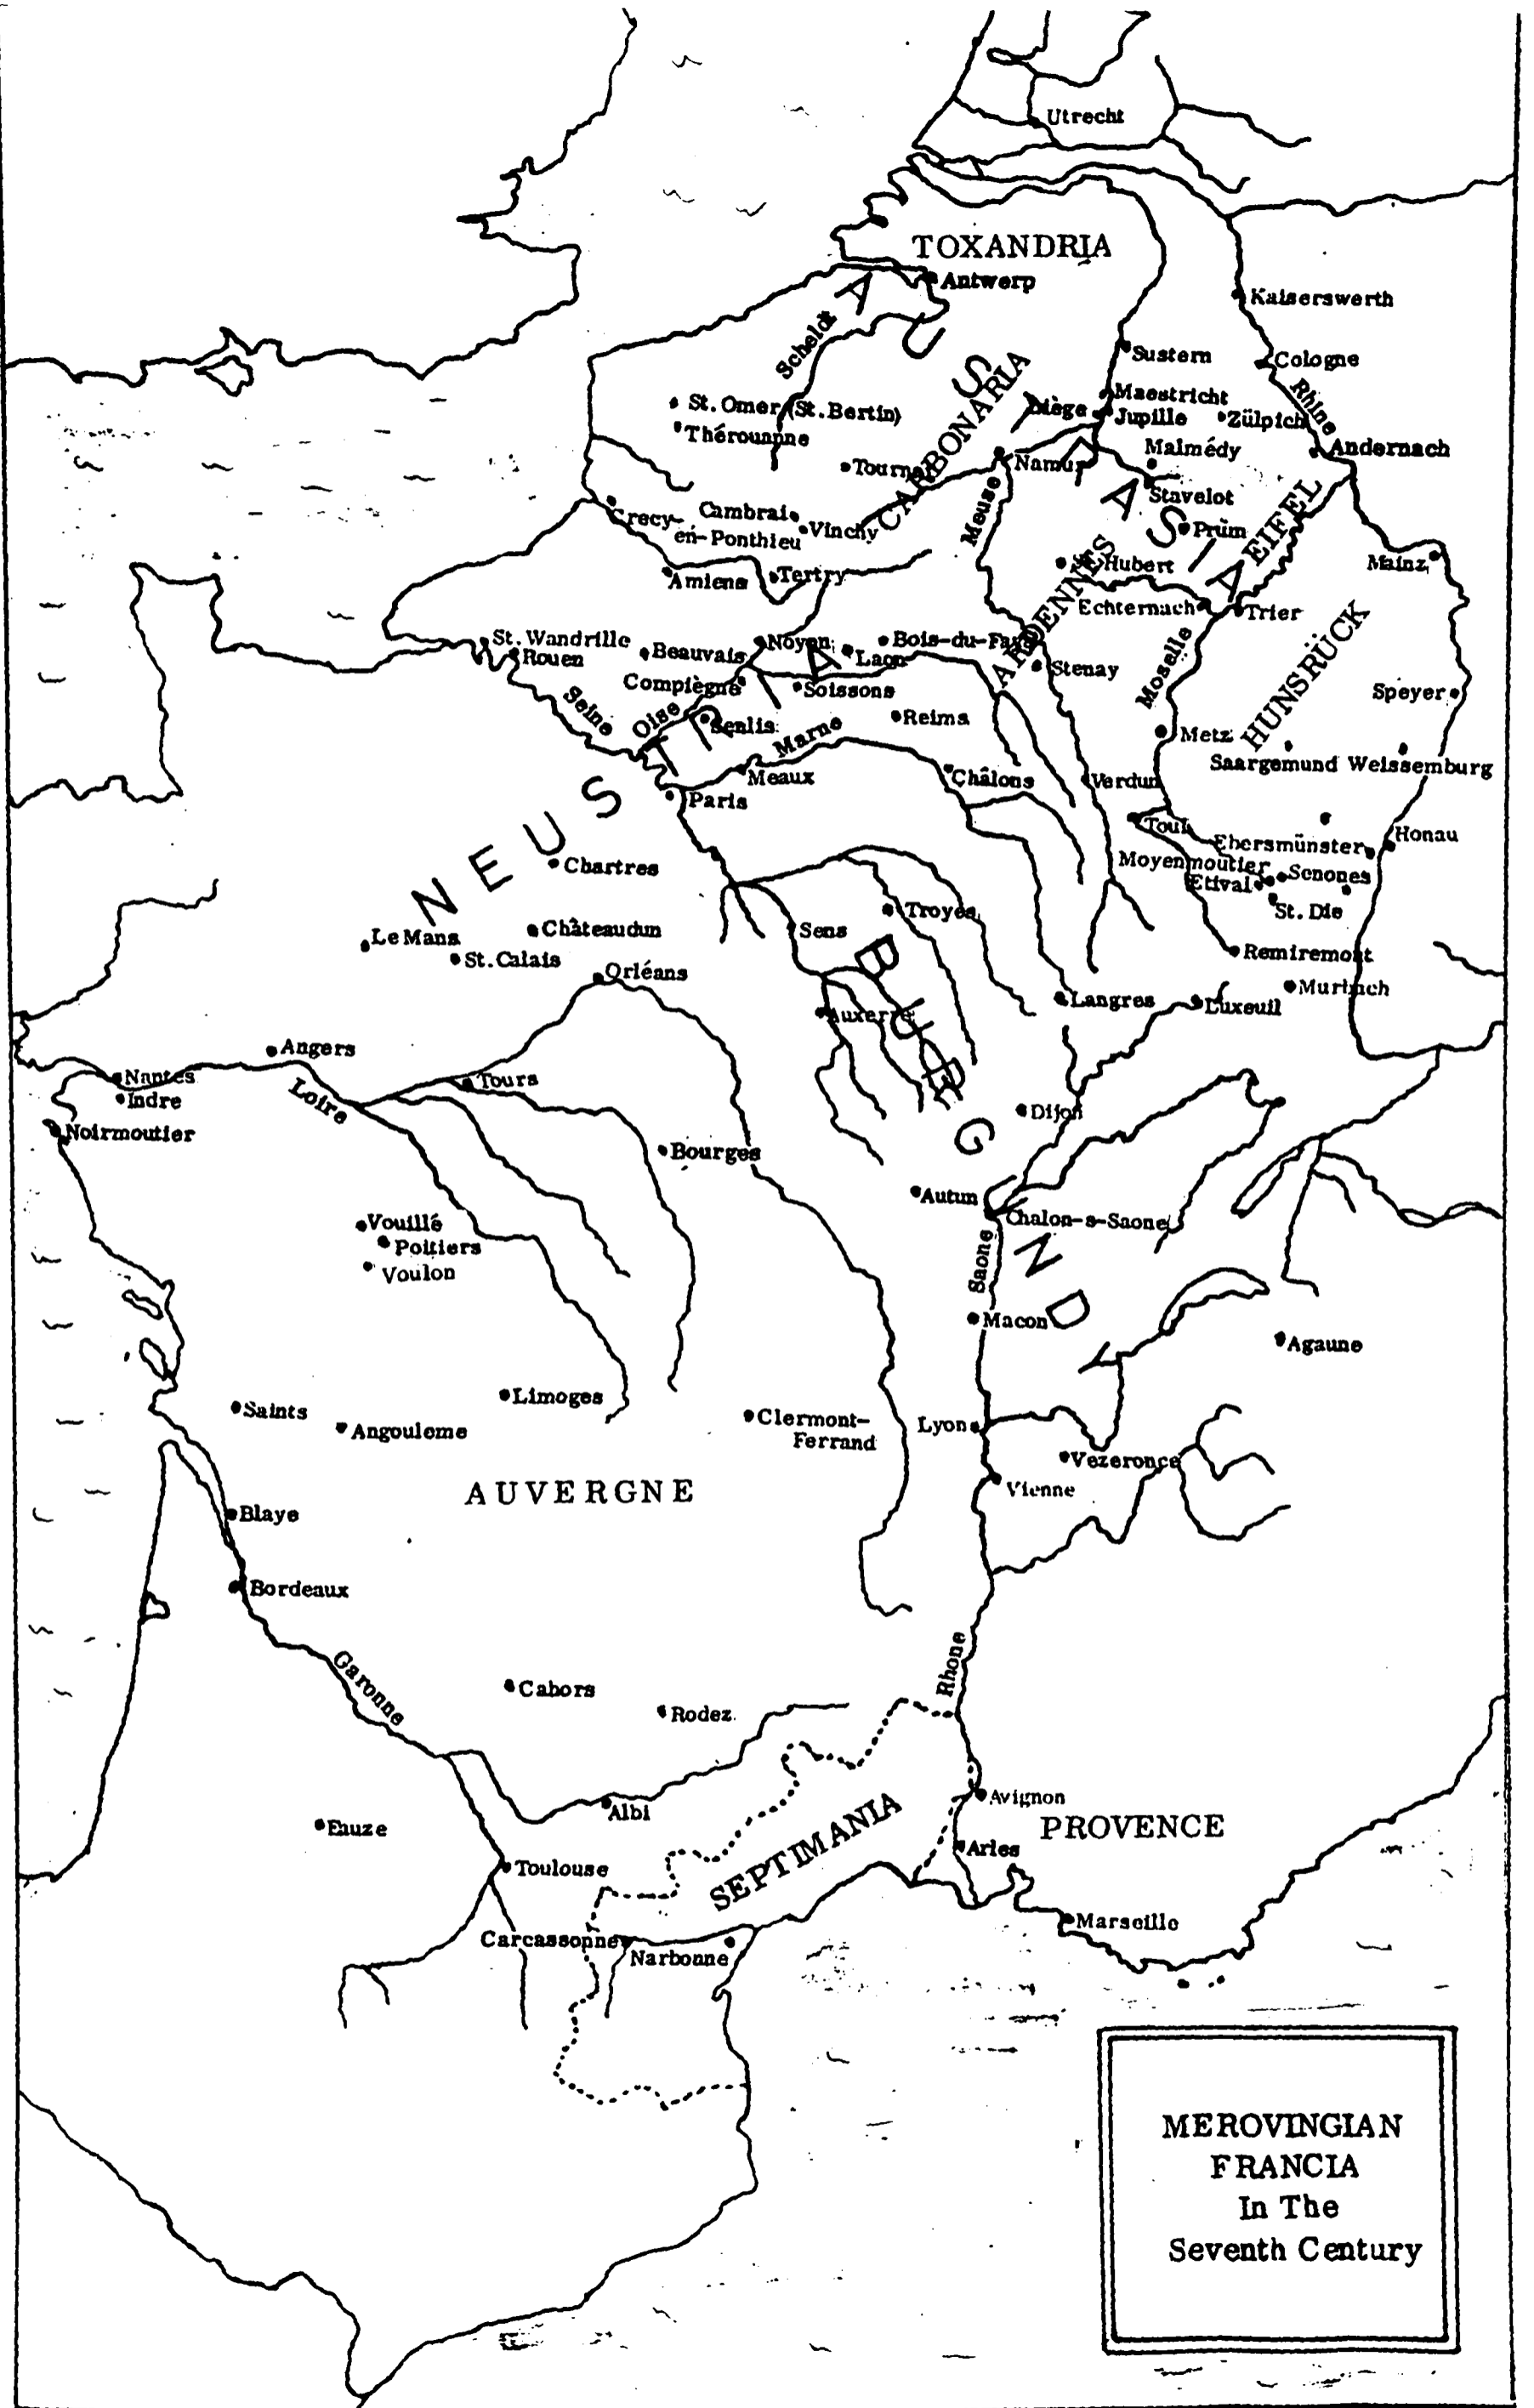 Utrecht
TOXANDRIA
Antwerp
Kaiserswerth
Scheldt
AUSTRASIA
Sustern
Cologne
Rhine
CARBONARIA
Maestricht
St. Omer (St. Bertin)
Liège
Jupille
Zülpich
Thérouanne
Andernach
Malmédy
Tournai
Namur
Stavelot
Meuse
Cambrai
Crecy-
en-Ponthieu
Vinchy
Prüm
EIFEL
Mainz
Amiens
Tertry
St. Hubert
ARDENNES
Echternach
Trier
St. Wandrille
Rouen
Beauvais
Noyon
Laon
Bois-du-Fays
Stenay
Moselle
HUNSRÜCK
Compiègne
Soissons
Speyer
Seine
Oise
Senlis
Marne
Reims
Metz
Saargemund
Weissemburg
Meaux
Châlons
Verdun
Paris
NEUSTRIA
Toul
Ebersmünster
Honau
Chartres
Moyenmoutier
Etival
Senones
St. Die
Le Mans
Châteaudun
St. Calais
Sens
Troyes
Remiremont
Orléans
Murbach
Langres
Luxeuil
Auxerre
BURGUND
Angers
Nantes
Indre
Loire
Tours
Noirmoutier
Dijon
Bourges
Autun
Chalon-s-Saone
Vouillé
Poitiers
Voulon
Saone
Macon
Agaune
Limoges
Saints
Angouleme
Clermont-
Ferrand
Lyons
Vezeronce
Vienne
AUVERGNE
Blaye
Bordeaux
Garonne
Rhone
Cahors
Rodez
Albi
Avignon
PROVENCE
Eauze
SEPTIMANIA
Arles
Toulouse
Marseille
Carcassonne
Narbonne
MEROVINGIAN
FRANCIA
In The
Seventh Century